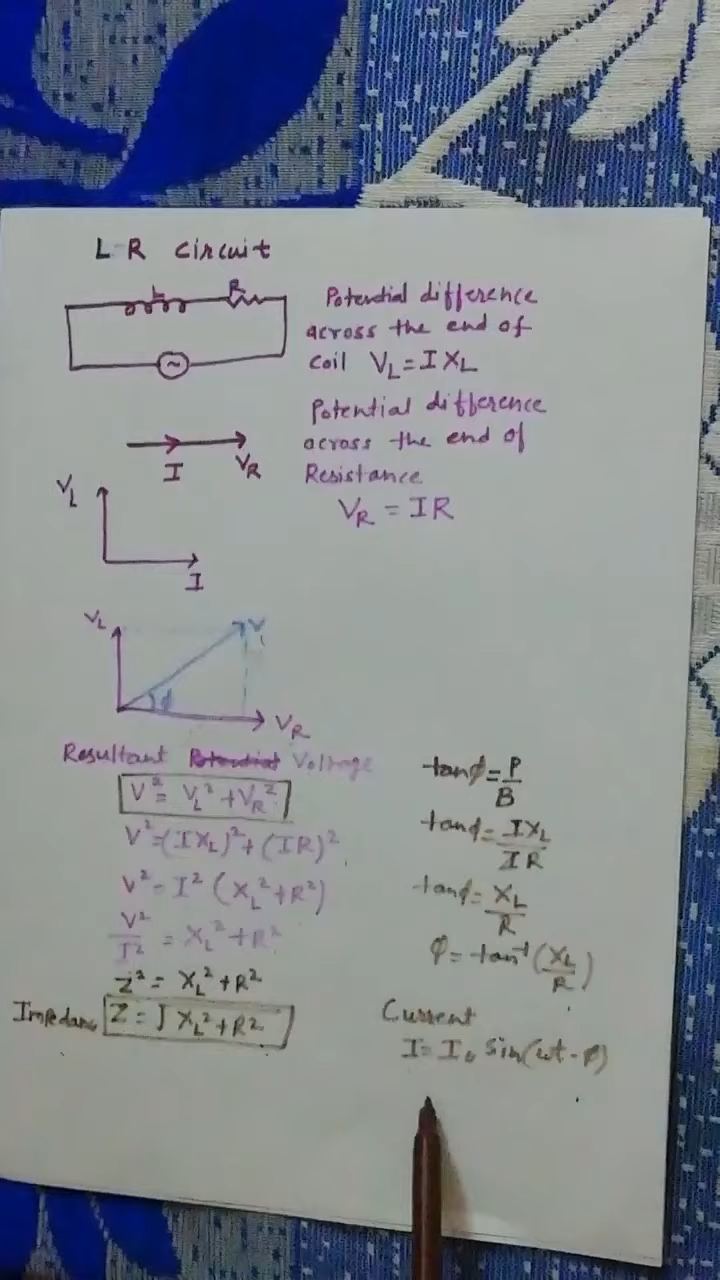 L-R Circuit
L R
Potential difference
across the end of
coil V_L = I X_L
~
Potential difference
across the end of
Resistance
V_R = IR
I V_R
V_L
I
V_L
V
ϕ
V_R
Resultant Potential Voltage
V² = V_L² + V_R²
V² = (I X_L)² + (IR)²
V² = I² (X_L² + R²)
V²/I² = X_L² + R²
Z² = X_L² + R²
Impedanc Z = √X_L² + R²
tanϕ = P/B
tanϕ = IX_L/IR
tanϕ = X_L/R
ϕ = tan⁻¹(X_L/R)
Current
I = I₀ sin(ωt - ϕ)